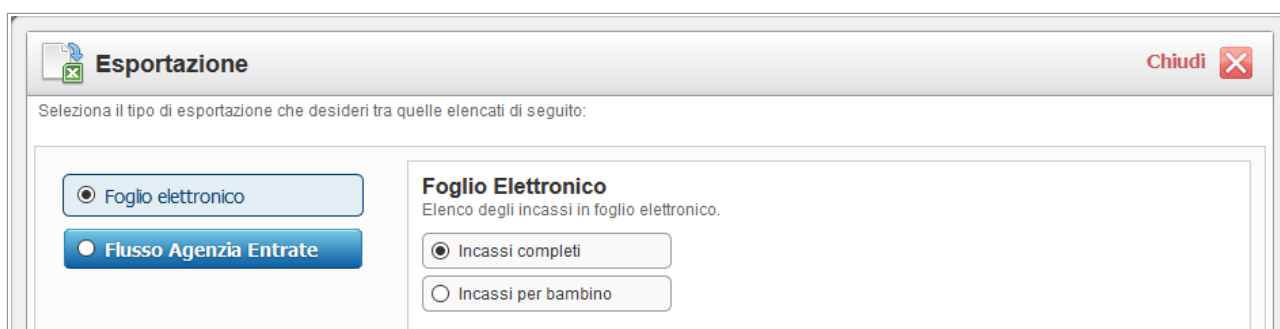 Esportazione
Chiudi
Seleziona il tipo di esportazione che desideri tra quelle elencati di seguito:
Foglio elettronico
Flusso Agenzia Entrate
Foglio Elettronico
Elenco degli incassi in foglio elettronico.
Incassi completi
Incassi per bambino